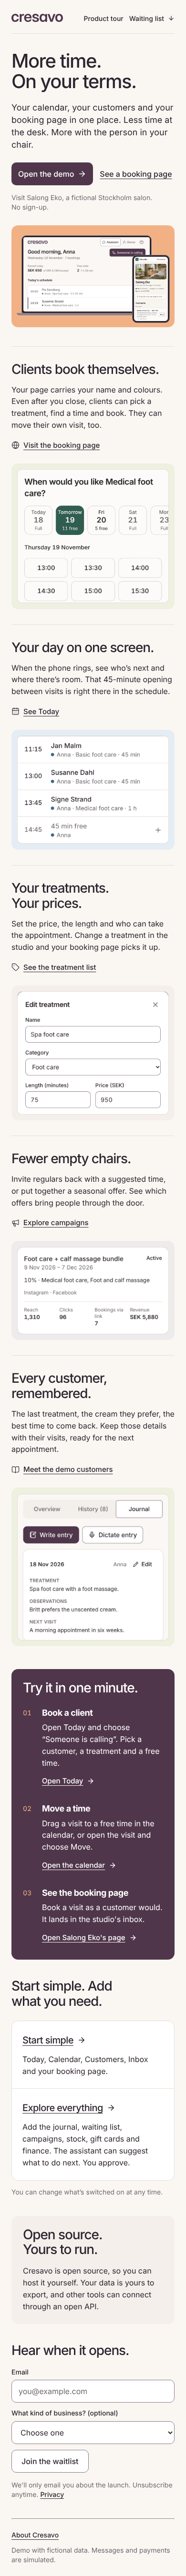 cresavo
Product tour Waiting list ↓
More time.
On your terms.
Your calendar, your customers and your
booking page in one place. Less time at
the desk. More with the person in your
chair.
Open the demo →
See a booking page
Visit Salong Eko, a fictional Stockholm salon.
No sign-up.
cresavo
Good morning, Anna
Clients book themselves.
Your page carries your name and colours.
Even after you close, clients can pick a
treatment, find a time and book. They can
move their own visit, too.
Visit the booking page
When you would like Medical foot
care?
Today Tomorrow Fri Sat Mon
18 19 20 21 23
Full 11 free 5 free Full Full
Thursday 19 November
13:00 13:30 14:00
14:30 15:00 15:30
Your day on one screen.
When the phone rings, see who's next and
where there's room. That 45-minute opening
between visits is right there in the schedule.
See Today
11:15 Jan Malm
Anna · Basic foot care · 45 min
13:00 Susanne Dahl
Anna · Basic foot care · 45 min
13:45 Signe Strand
Anna · Medical foot care · 1 h
14:45 45 min free +
Anna
Your treatments.
Your prices.
Set the price, the length and who can take
the appointment. Change a treatment in the
studio and your booking page picks it up.
See the treatment list
Edit treatment ×
Name
Spa foot care
Category
Foot care
Length (minutes) Price (SEK)
75 950
Fewer empty chairs.
Invite regulars back with a suggested time,
or put together a seasonal offer. See which
offers bring people through the door.
Explore campaigns
Foot care + calf massage bundle Active
9 Nov 2026 – 7 Dec 2026
10% · Medical foot care, Foot and calf massage
Instagram · Facebook
Reach Clicks Bookings via link Revenue
1,310 96 7 SEK 5,880
Every customer,
remembered.
The last treatment, the cream they prefer, the
best time to come back. Keep those details
with their visits, ready for the next
appointment.
Meet the demo customers
Overview History (8) Journal
Write entry Dictate entry
18 Nov 2026 Anna Edit
TREATMENT
Spa foot care with a foot massage.
OBSERVATIONS
Britt prefers the unscented cream.
NEXT VISIT
A morning appointment in six weeks.
Try it in one minute.
01 Book a client
Open Today and choose
“Someone is calling”. Pick a
customer, a treatment and a free
time.
Open Today →
02 Move a time
Drag a visit to a free time in the
calendar, or open the visit and
choose Move.
Open the calendar →
03 See the booking page
Book a visit as a customer would.
It lands in the studio's inbox.
Open Salong Eko's page →
Start simple. Add
what you need.
Start simple →
Today, Calendar, Customers, Inbox
and your booking page.
Explore everything →
Add the journal, waiting list,
campaigns, stock, gift cards and
finance. The assistant can suggest
what to do next. You approve.
You can change what's switched on at any time.
Open source.
Yours to run.
Cresavo is open source, so you can
host it yourself. Your data is yours to
export, and other tools can connect
through an open API.
Hear when it opens.
Email
you@example.com
What kind of business? (optional)
Choose one
Join the waitlist
We'll only email you about the launch. Unsubscribe
anytime. Privacy
About Cresavo
Demo with fictional data. Messages and payments
are simulated.